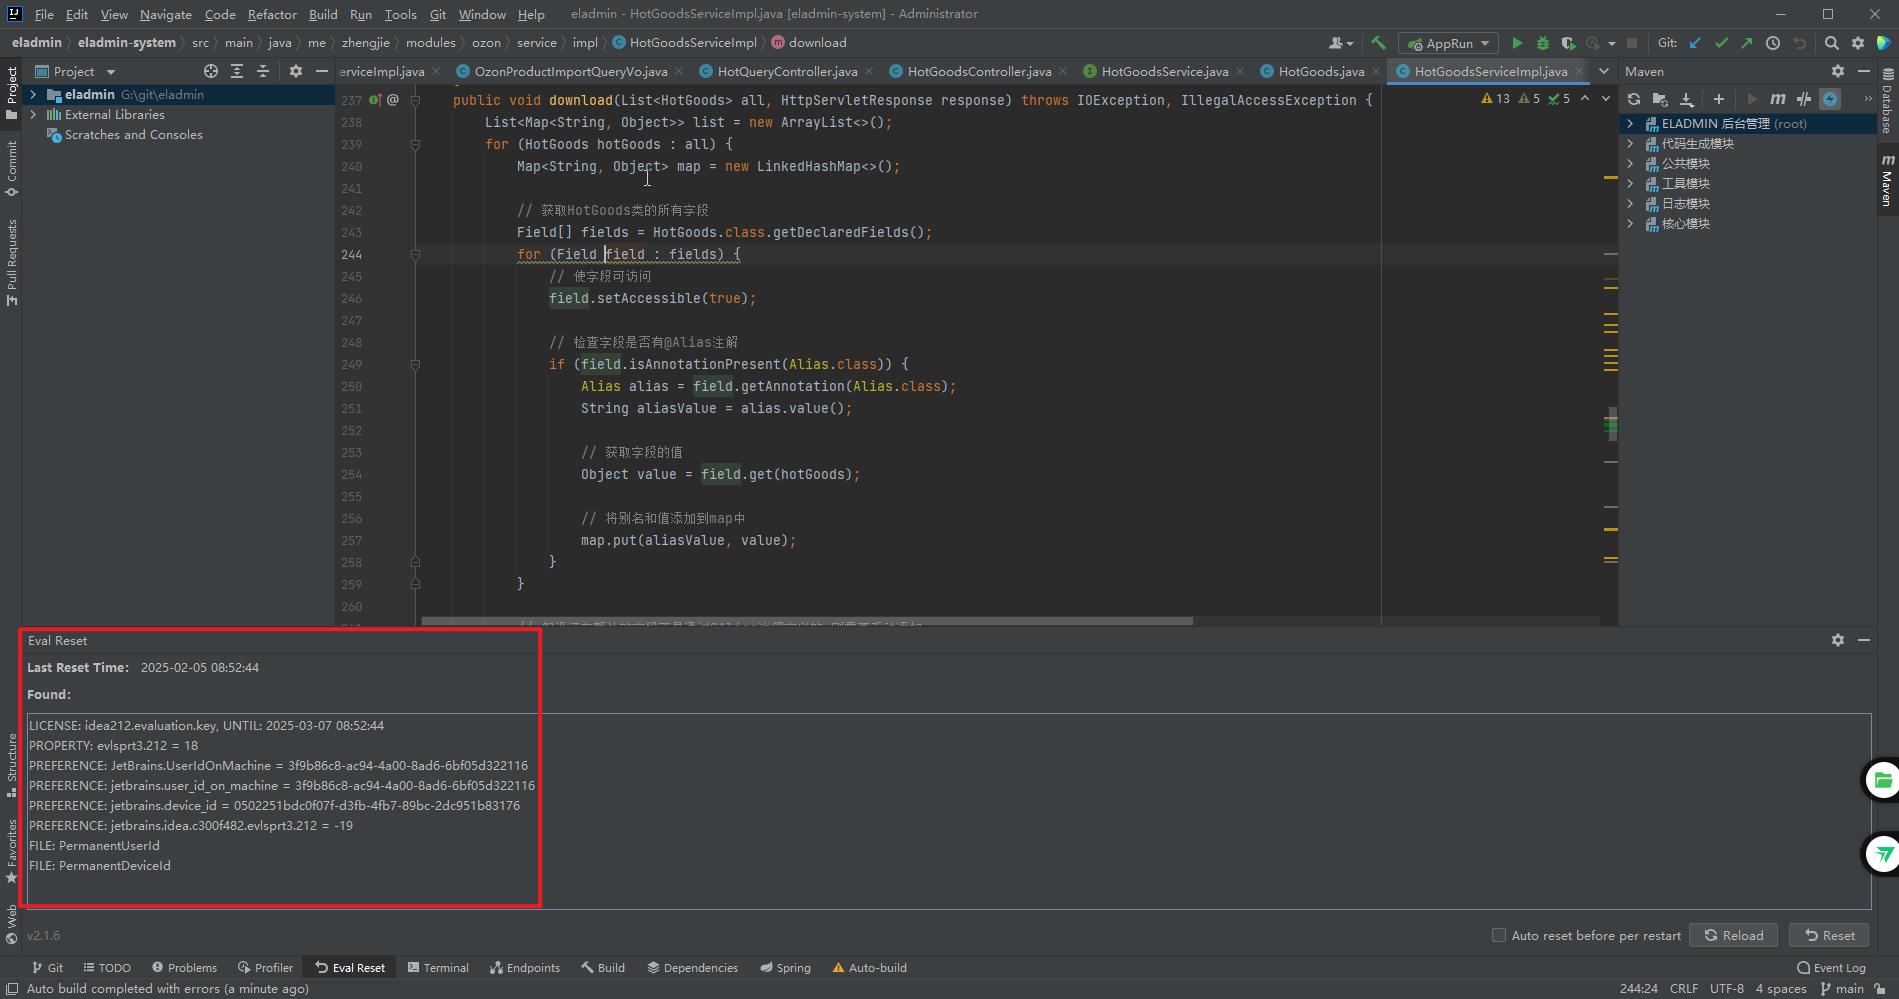 File Edit View Navigate Code Refactor Build Run Tools Git Window Help eladmin - HotGoodsServiceImpl.java [eladmin-system] - Administrator
eladmin eladmin-system src main java me zhengjie modules ozon service impl HotGoodsServiceImpl download
AppRun Git:
Project
erviceImpl.java OzonProductImportQueryVo.java HotQueryController.java HotGoodsController.java HotGoodsService.java HotGoods.java HotGoodsServiceImpl.java
Maven
Project
Commit
Pull Requests
Structure
Favorites
Web
eladmin G:\git\eladmin
External Libraries
Scratches and Consoles
13 5 5
237 @ public void download(List<HotGoods> all, HttpServletResponse response) throws IOException, IllegalAccessException {
238 List<Map<String, Object>> list = new ArrayList<>();
239 for (HotGoods hotGoods : all) {
240 Map<String, Object> map = new LinkedHashMap<>();
241
242 // 获取HotGoods类的所有字段
243 Field[] fields = HotGoods.class.getDeclaredFields();
244 for (Field field : fields) {
245 // 使字段可访问
246 field.setAccessible(true);
247
248 // 检查字段是否有@Alias注解
249 if (field.isAnnotationPresent(Alias.class)) {
250 Alias alias = field.getAnnotation(Alias.class);
251 String aliasValue = alias.value();
252
253 // 获取字段的值
254 Object value = field.get(hotGoods);
255
256 // 将别名和值添加到map中
257 map.put(aliasValue, value);
258 }
259 }
260
ELADMIN 后台管理 (root)
代码生成模块
公共模块
工具模块
日志模块
核心模块
Database
m Maven
Eval Reset
Last Reset Time: 2025-02-05 08:52:44
Found:
LICENSE: idea212.evaluation.key, UNTIL: 2025-03-07 08:52:44
PROPERTY: evlsprt3.212 = 18
PREFERENCE: JetBrains.UserIdOnMachine = 3f9b86c8-ac94-4a00-8ad6-6bf05d322116
PREFERENCE: jetbrains.user_id_on_machine = 3f9b86c8-ac94-4a00-8ad6-6bf05d322116
PREFERENCE: jetbrains.device_id = 0502251bdc0f07f-d3fb-4fb7-89bc-2dc951b83176
PREFERENCE: jetbrains.idea.c300f482.evlsprt3.212 = -19
FILE: PermanentUserId
FILE: PermanentDeviceId
v2.1.6
Auto reset before per restart Reload Reset
Git TODO Problems Profiler Eval Reset Terminal Endpoints Build Dependencies Spring Auto-build Event Log
Auto build completed with errors (a minute ago) 244:24 CRLF UTF-8 4 spaces main